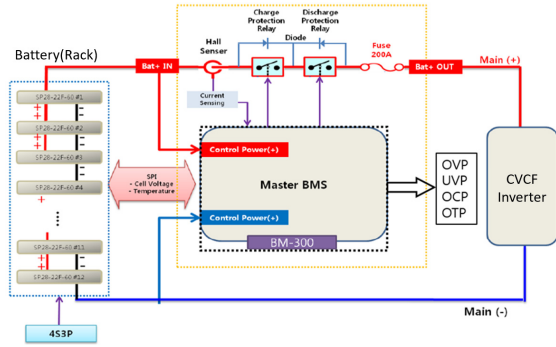 Charge
Protection
Relay
Discharge
Protection
Relay
Hall
Senser
Diode
Fuse
200A
Battery(Rack)
Bat+ IN
Bat+ OUT
Main (+)
Current
Sensing
SP28-22F-60 #1
SP28-22F-60 #2
SP28-22F-60 #3
SP28-22F-60 #4
SP28-22F-60 #11
SP28-22F-60 #12
Control Power(+)
SPI
- Cell Voltage
- Temperature
Master BMS
Control Power(+)
BM-300
OVP
UVP
OCP
OTP
CVCF
Inverter
Main (-)
4S3P